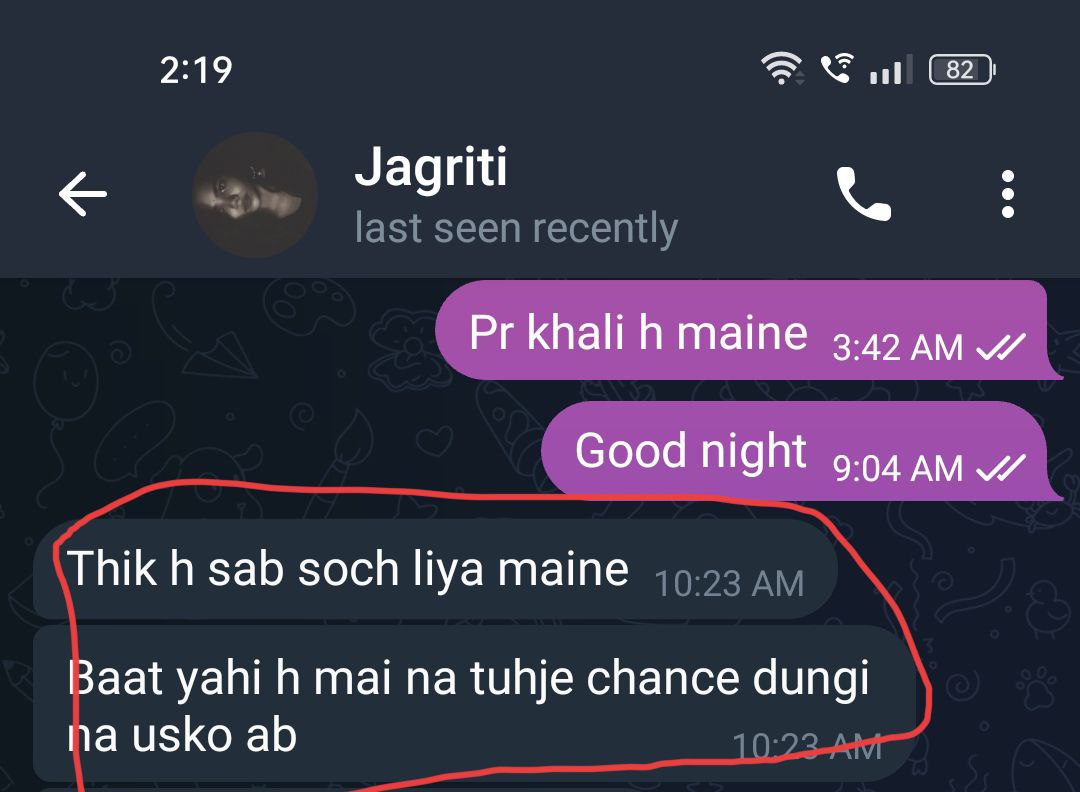 2:19
82
Jagriti
last seen recently
Pr khali h maine 3:42 AM
Good night 9:04 AM
Thik h sab soch liya maine 10:23 AM
Baat yahi h mai na tuhje chance dungi
na usko ab 10:23 AM